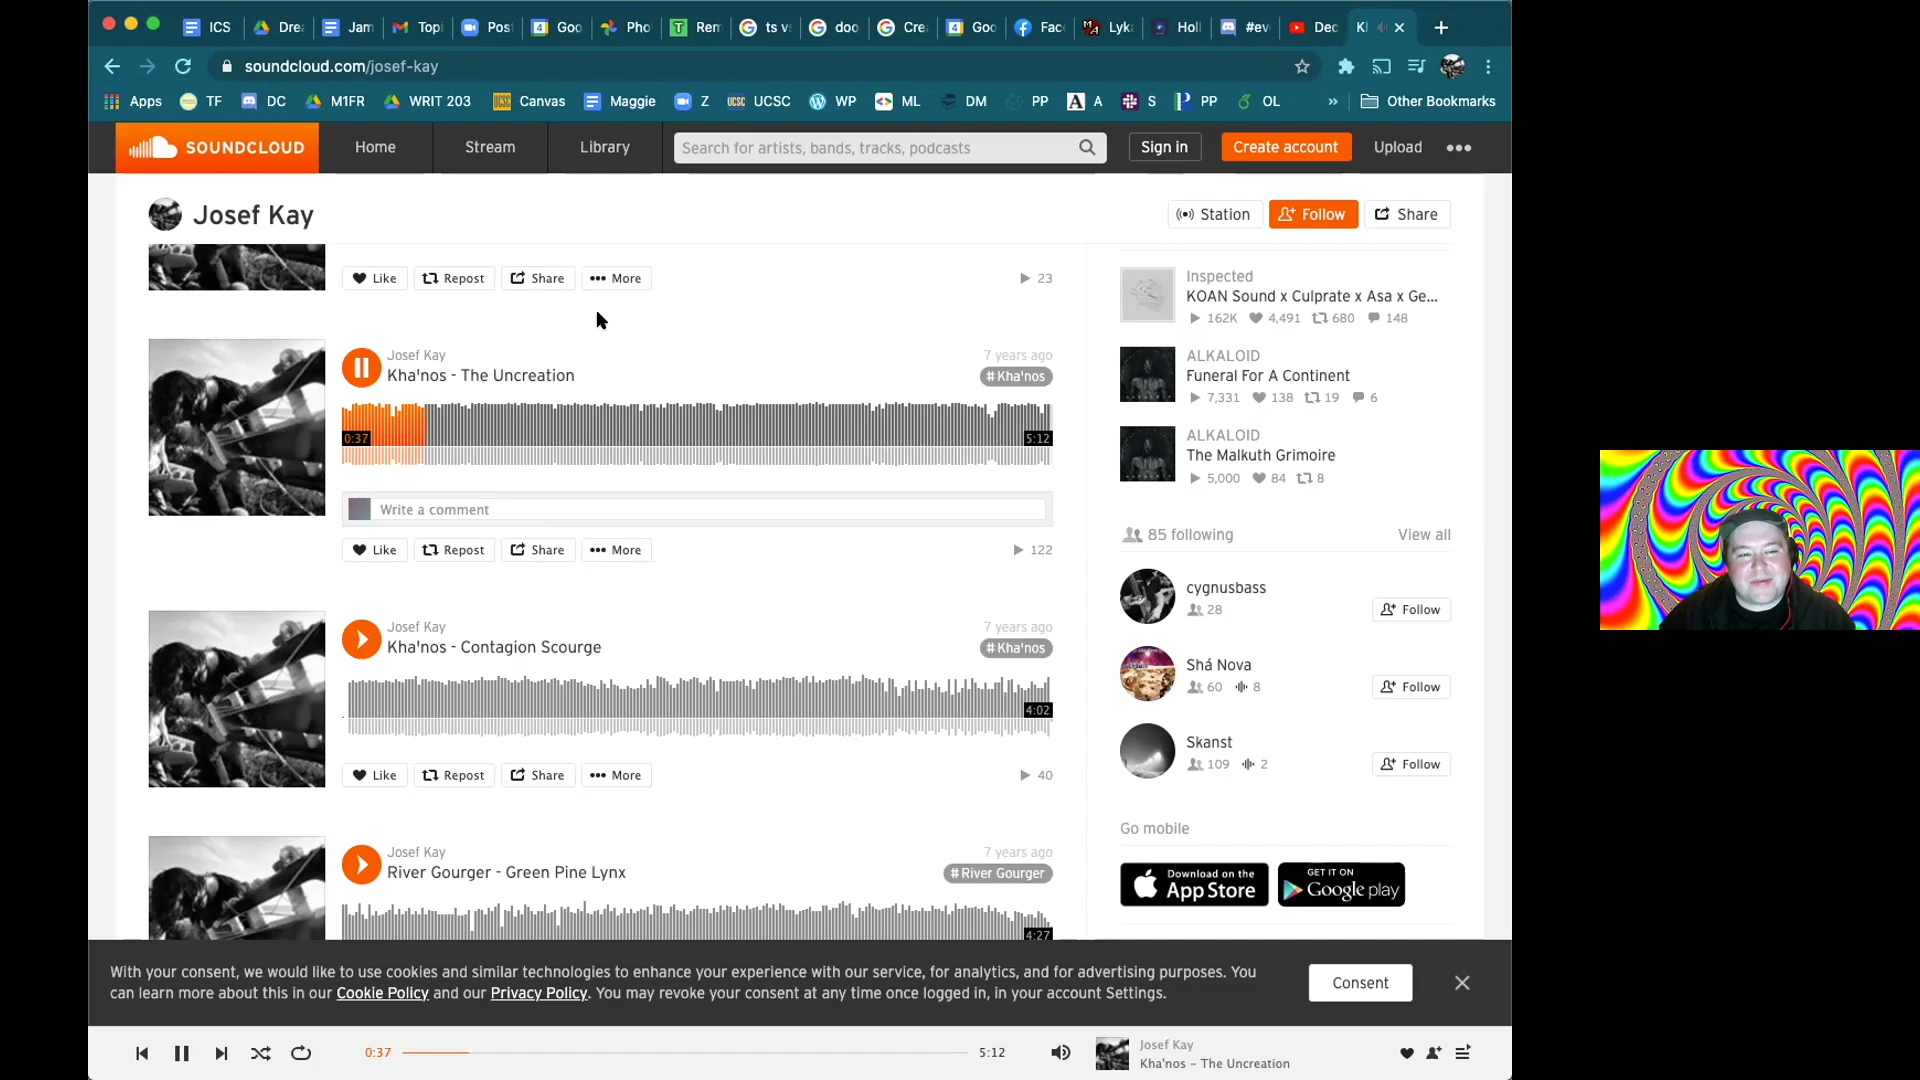 ICS
Drea
Jam
Topi
Post
Goo
Pho
Rem
ts vs
doo
Cre
Goo
Fac
Lyka
Holl
#eve
Dec
soundcloud.com/josef-kay
Apps
TF
DC
M1FR
WRIT 203
Canvas
Maggie
Z
UCSC
WP
ML
DM
PP
A
S
PP
OL
»
Other Bookmarks
SOUNDCLOUD
Home
Stream
Library
Search for artists, bands, tracks, podcasts
Sign in
Create account
Upload
Josef Kay
Station
Follow
Share
Like
Repost
Share
More
23
Josef Kay
7 years ago
Kha'nos - The Uncreation
#Kha'nos
0:37
5:12
Write a comment
Like
Repost
Share
More
122
Josef Kay
7 years ago
Kha'nos - Contagion Scourge
#Kha'nos
4:02
Like
Repost
Share
More
40
Josef Kay
7 years ago
River Gourger - Green Pine Lynx
#River Gourger
4:27
Inspected
KOAN Sound x Culprate x Asa x Ge...
162K 4,491 680 148
ALKALOID
Funeral For A Continent
7,331 138 19 6
ALKALOID
The Malkuth Grimoire
5,000 84 8
85 following
View all
cygnusbass
28
Follow
Shá Nova
60 8
Follow
Skanst
109 2
Follow
Go mobile
Download on the
App Store
GET IT ON
Google play
With your consent, we would like to use cookies and similar technologies to enhance your experience with our service, for analytics, and for advertising purposes. You
can learn more about this in our Cookie Policy and our Privacy Policy. You may revoke your consent at any time once logged in, in your account Settings.
Consent
0:37
5:12
Josef Kay
Kha'nos - The Uncreation